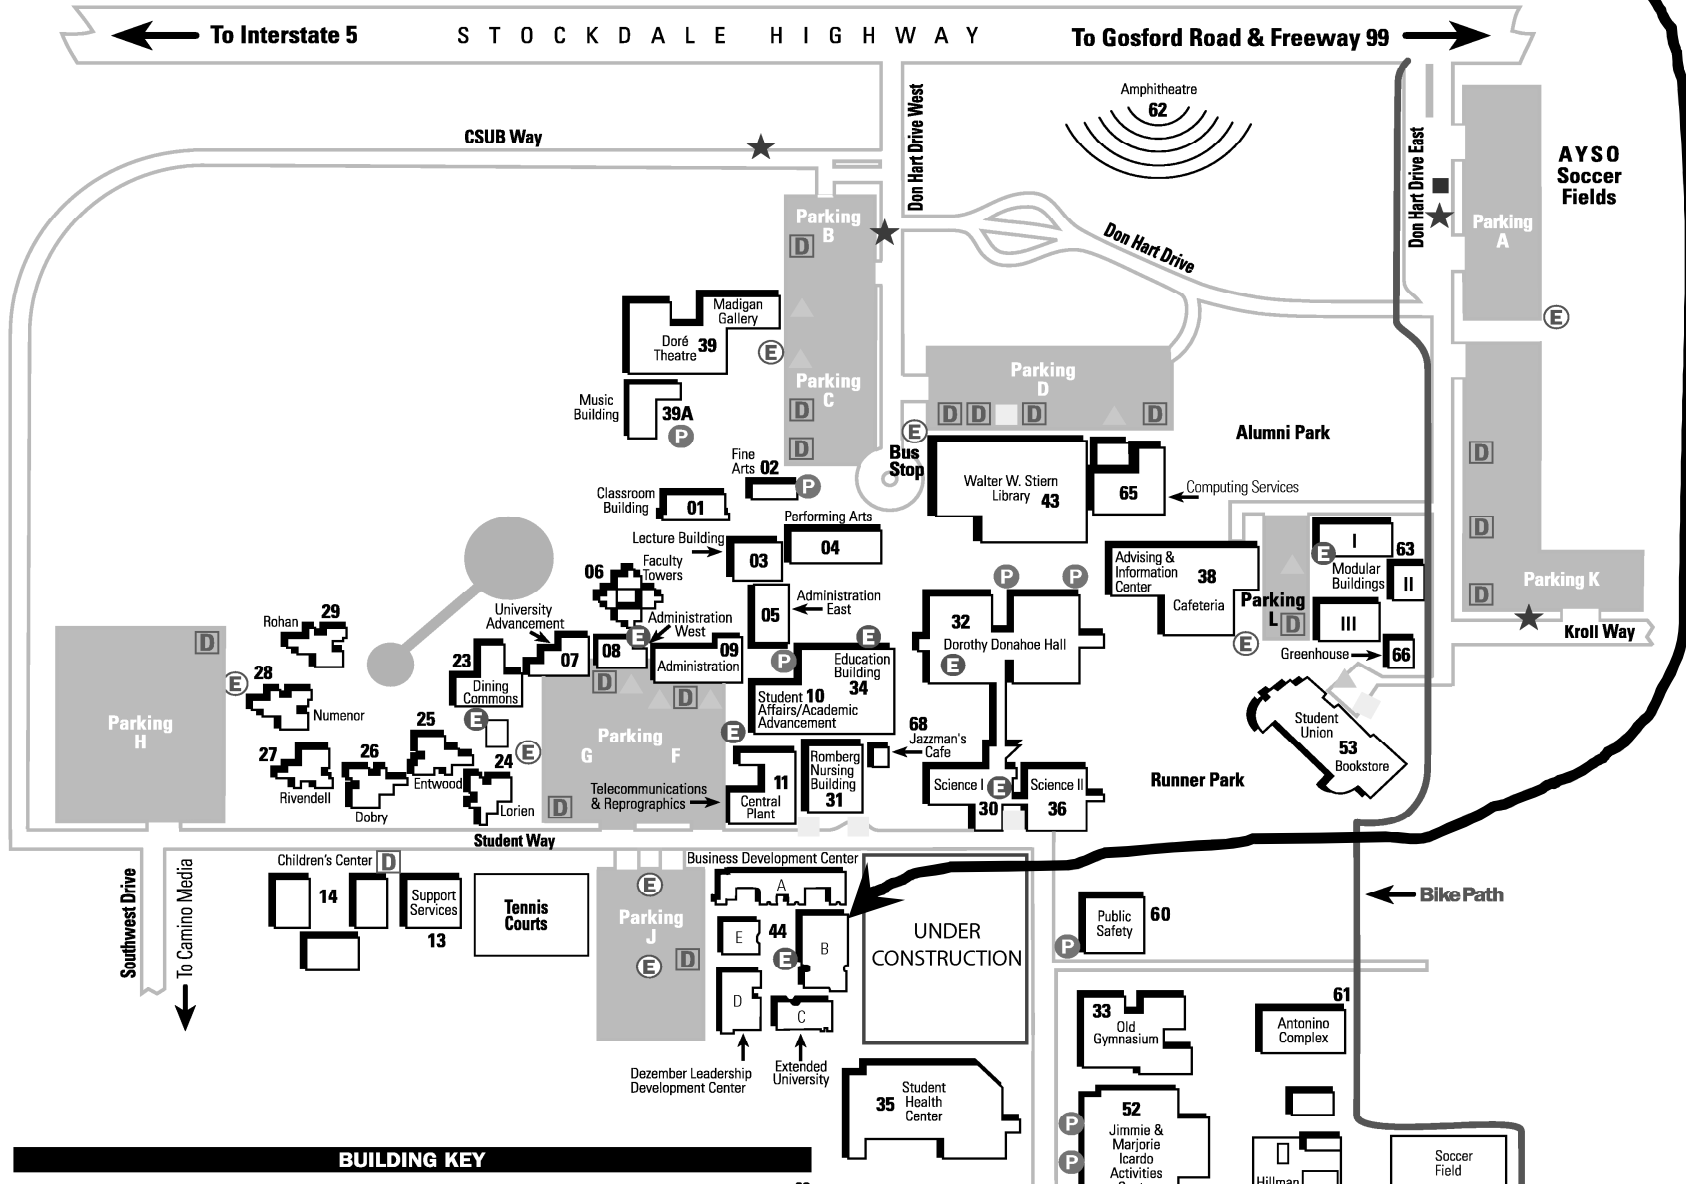 To Interstate 5
STOCKDALE HIGHWAY
To Gosford Road & Freeway 99
Amphitheatre
62
CSUB Way
Don Hart Drive West
Don Hart Drive East
AYSO
Soccer
Fields
Parking
B
D
Parking
A
Don Hart Drive
E
Madigan
Gallery
Doré
Theatre 39
E
Parking
C
D
D
Parking
D
D
D
D
D
Music
Building
39A
P
E
Bus
Stop
Alumni Park
Fine
Arts 02
P
Classroom
Building
01
Walter W. Stiern
Library 43
65
Computing Services
D
D
D
Performing Arts
04
Lecture Building
03
Faculty
Towers
06
Advising &
Information
Center
38
Cafeteria
Parking
L
D
E
E
I
63
Modular
Buildings
II
III
Greenhouse
66
Parking K
Kroll Way
Rohan
29
University
Advancement
Administration
West
E
05
Administration
East
P
P
32
Dorothy Donahoe Hall
E
D
E
28
Numenor
23
Dining
Commons
07
08
09
Administration
P
E
Education
Building
34
Student 10
Affairs/Academic
Advancement
Parking
H
D
D
E
E
25
Entwood
24
Lorien
27
Rivendell
26
Dobry
Parking
G
F
D
E
Telecommunications
& Reprographics
11
Central
Plant
Romberg
Nursing
Building
31
68
Jazzman's
Cafe
Science I
E
30
Science II
36
Runner Park
Student
Union
53
Bookstore
Student Way
Southwest Drive
To Camino Media
Children's Center
D
14
Support
Services
13
Tennis
Courts
E
Parking
J
E
D
Business Development Center
A
E
44
E
B
D
C
UNDER
CONSTRUCTION
Dezember Leadership
Development Center
Extended
University
Public
Safety
60
P
Bike Path
33
Old
Gymnasium
61
Antonino
Complex
35
Student
Health
Center
P
P
52
Jimmie &
Marjorie
Icardo
Activities
Hillman
Soccer
Field
BUILDING KEY